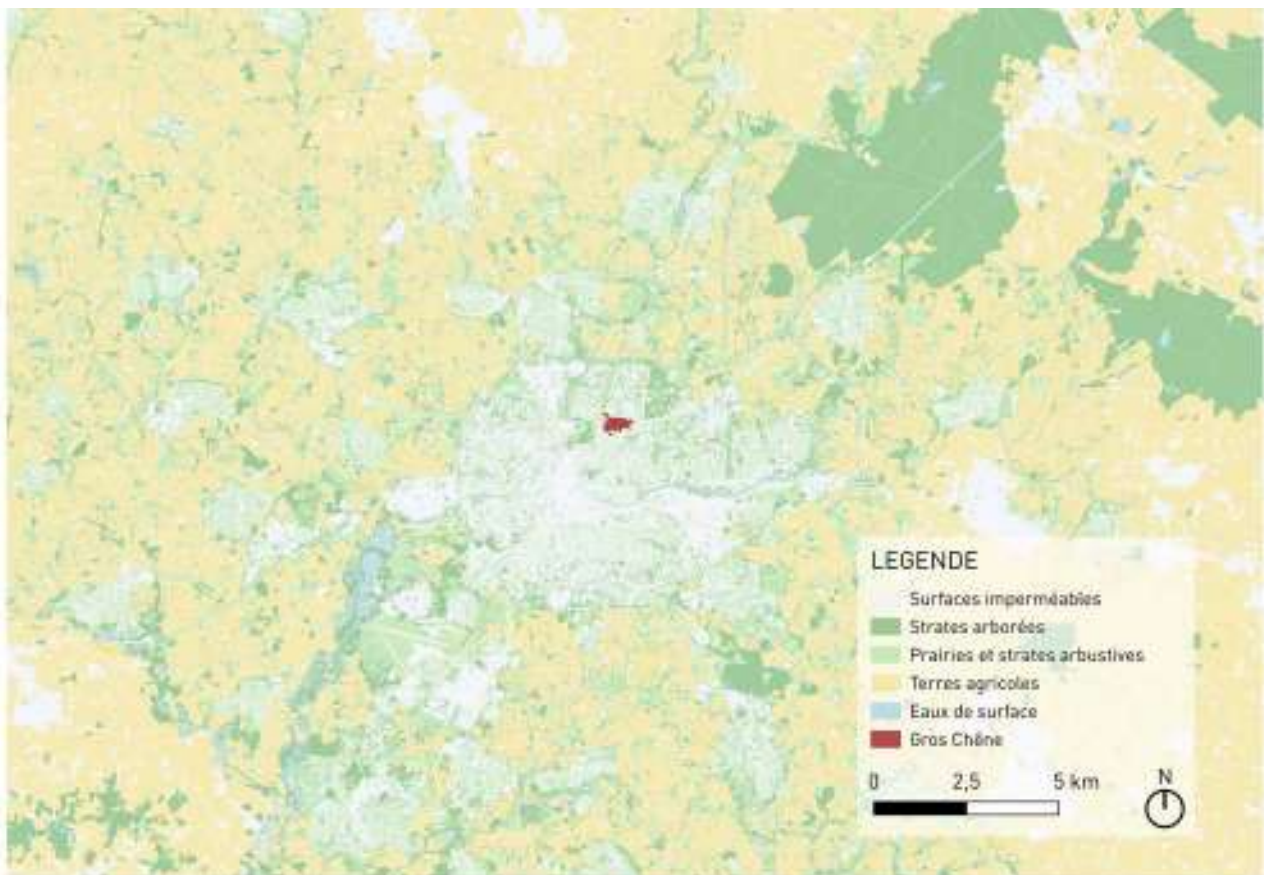 LEGENDE
Surfaces imperméables
Strates arborées
Prairies et strates arbustives
Terres agricoles
Eaux de surface
Gros Chêne
0 2,5 5 km
N